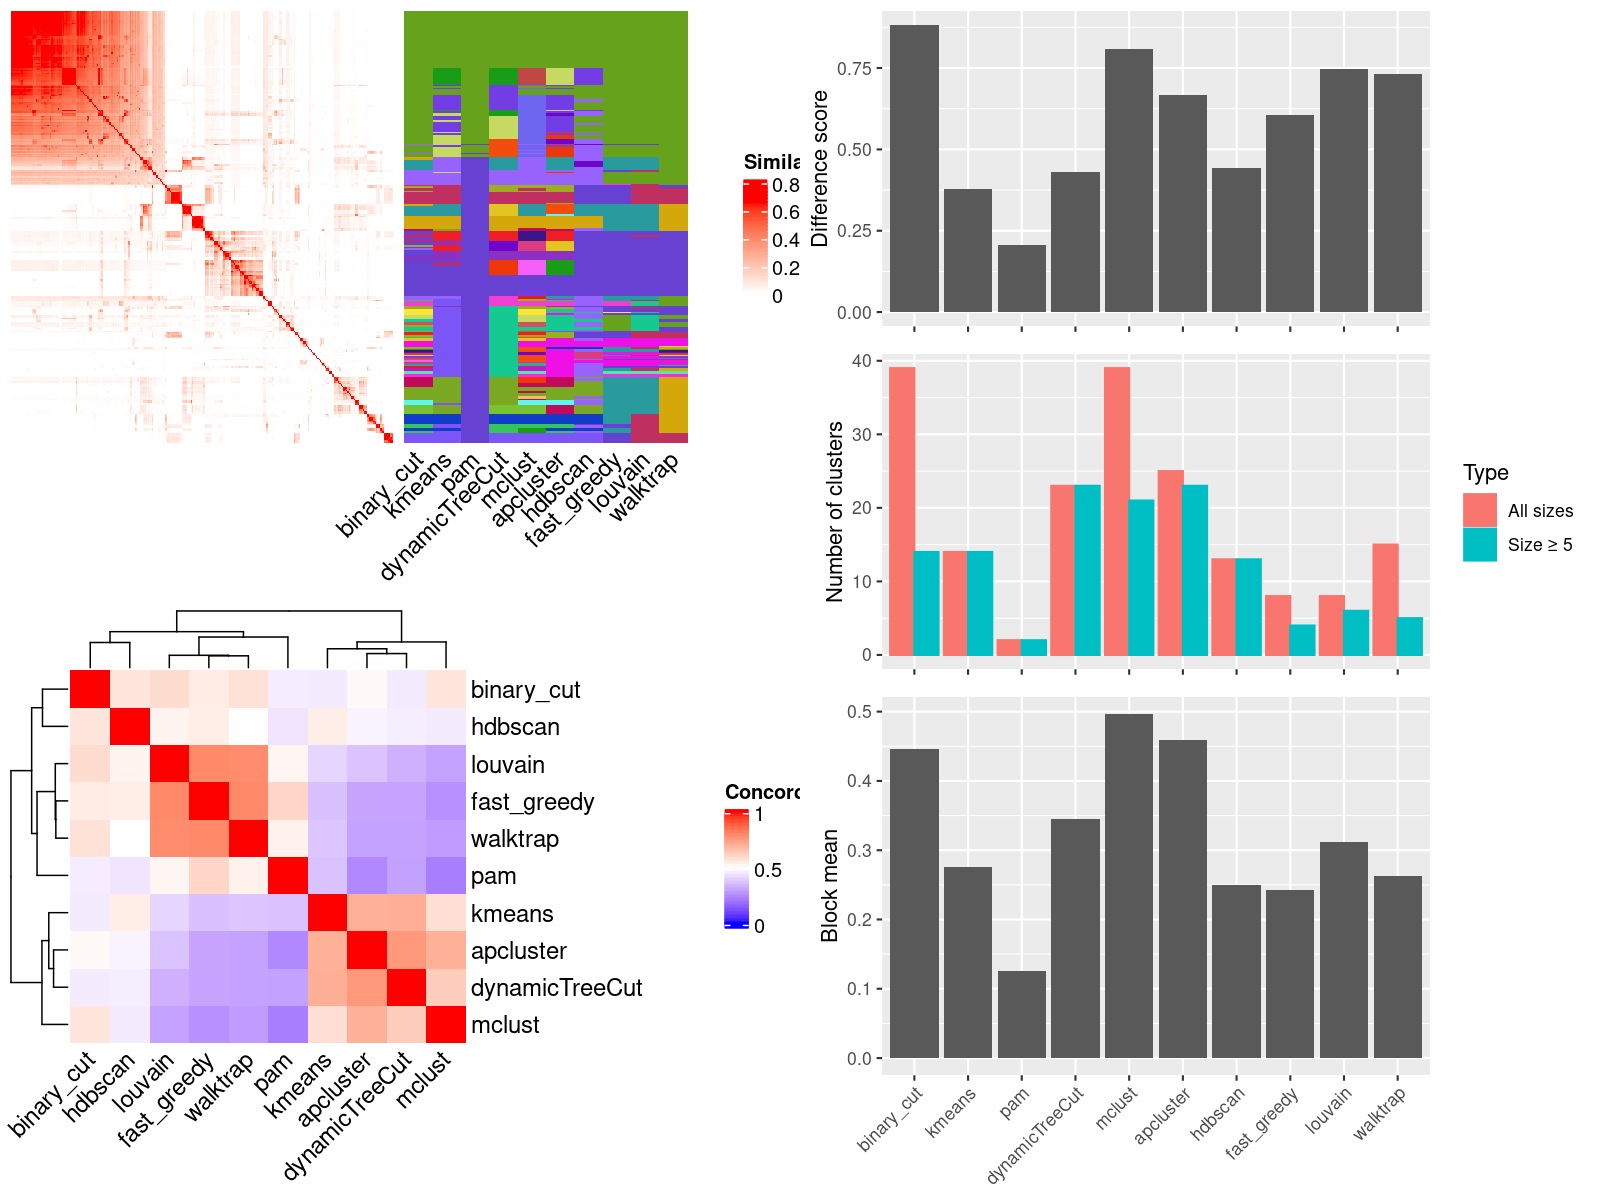 Simila
0.8
0.6
0.4
0.2
0
binary_cut
kmeans
pam
dynamicTreeCut
mclust
apcluster
hdbscan
fast_greedy
louvain
walktrap
Difference score
0.75
0.50
0.25
0.00
Number of clusters
40
30
20
10
0
Type
All sizes
Size ≥ 5
Block mean
0.5
0.4
0.3
0.2
0.1
0.0
binary_cut
kmeans
pam
dynamicTreeCut
mclust
apcluster
hdbscan
fast_greedy
louvain
walktrap
binary_cut
hdbscan
louvain
fast_greedy
walktrap
pam
kmeans
apcluster
dynamicTreeCut
mclust
binary_cut
hdbscan
louvain
fast_greedy
walktrap
pam
kmeans
apcluster
dynamicTreeCut
mclust
Concord
1
0.5
0